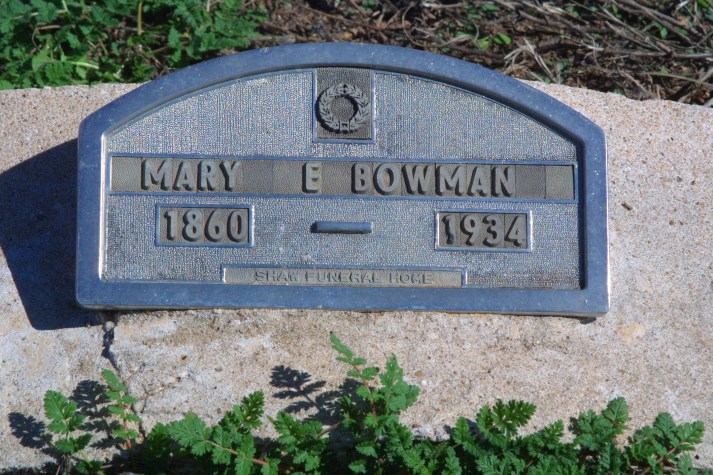 MARY E BOWMAN
1860 - 1934
SHAW FUNERAL HOME